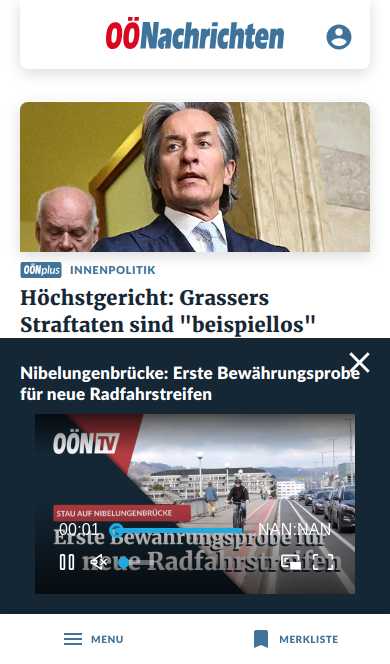 OÖNachrichten
OÖNplus INNENPOLITIK
Höchstgericht: Grassers
Straftaten sind "beispiellos"
Nibelungenbrücke: Erste Bewährungsprobe
für neue Radfahrstreifen
OÖN TV
STAU AUF NIBELUNGENBRÜCKE
00:01
NAN:NAN
Erste Bewährungsprobe für
neue Radfahrstreifen
MENU
MERKLISTE